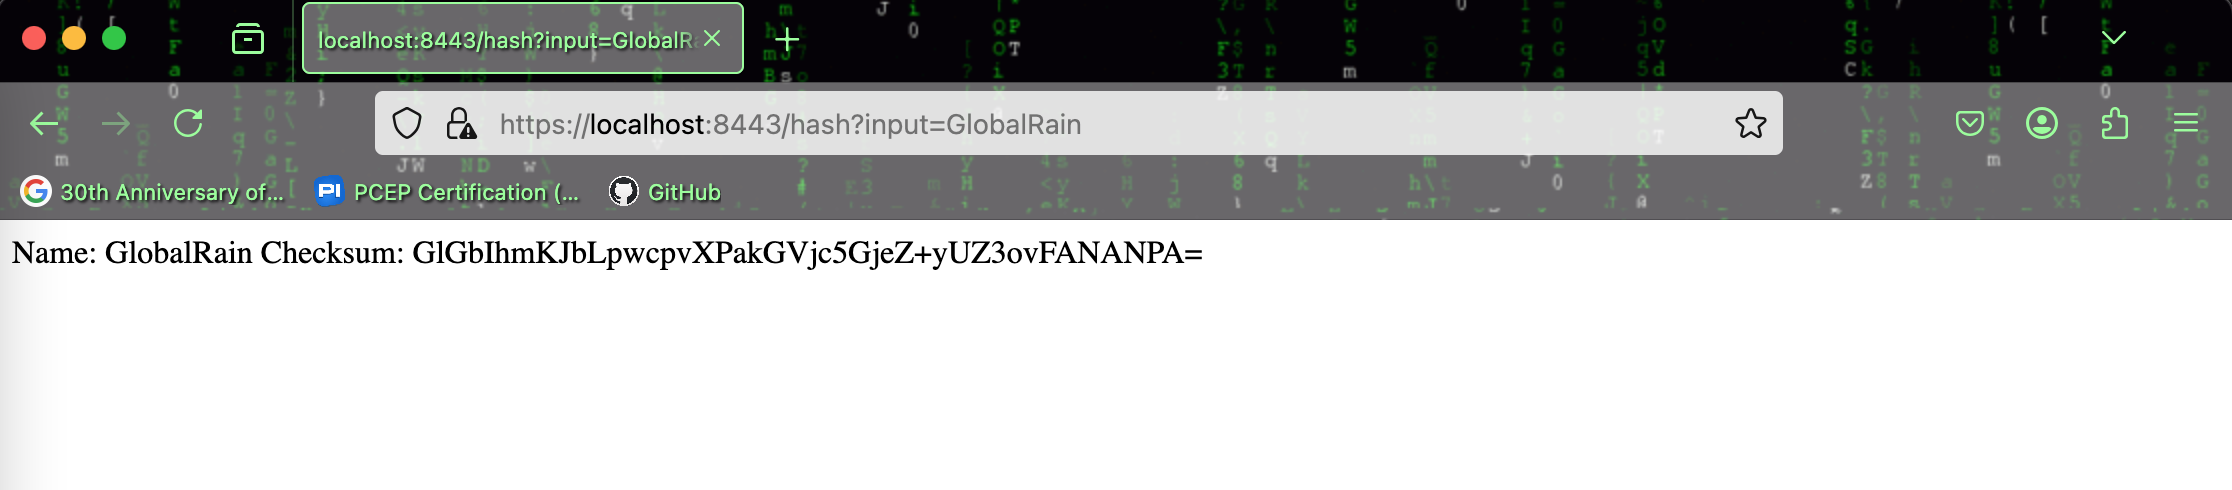 localhost:8443/hash?input=GlobalR
https://localhost:8443/hash?input=GlobalRain
30th Anniversary of...
PCEP Certification (...
GitHub
Name: GlobalRain Checksum: GlGbIhmKJbLpwcpvXPakGVjc5GjeZ+yUZ3ovFANANPA=